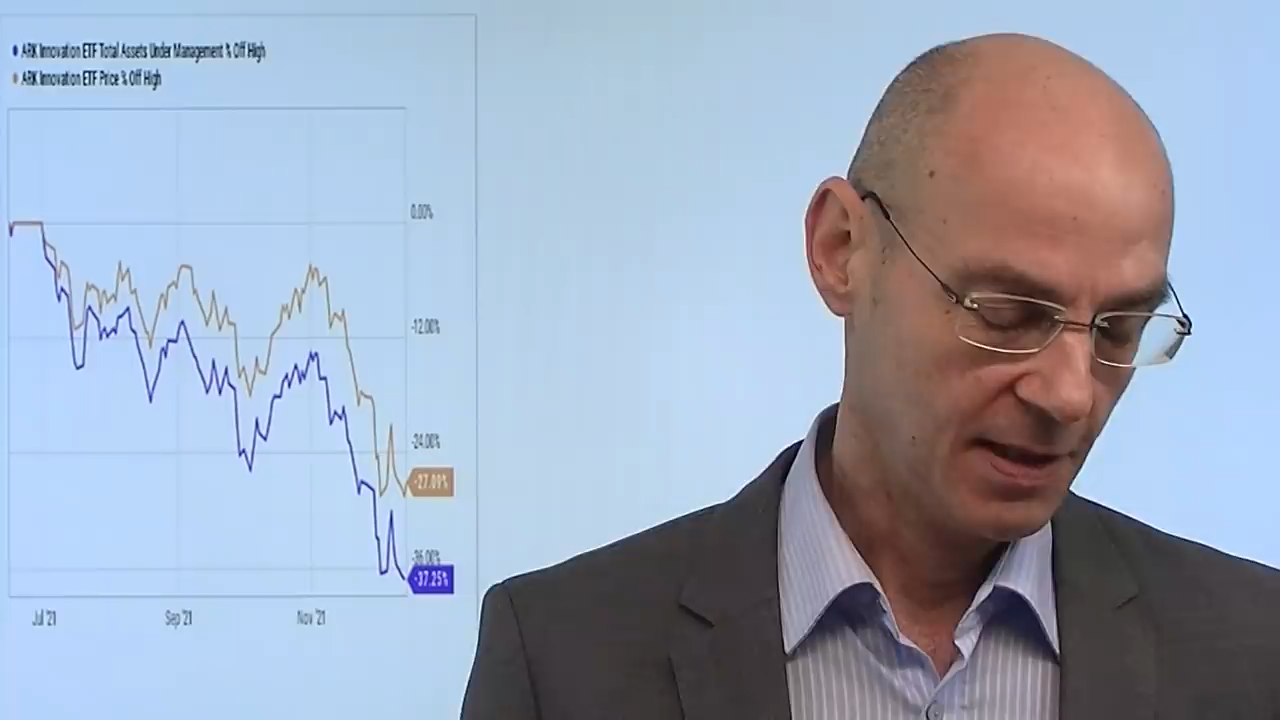 ARK Innovation ETF Total Assets Under Management % Off High
ARK Innovation ETF Price % Off High
0.00%
-12.00%
-24.00%
-27.09%
-36.00%
-37.25%
Jul '21
Sep '21
Nov '21